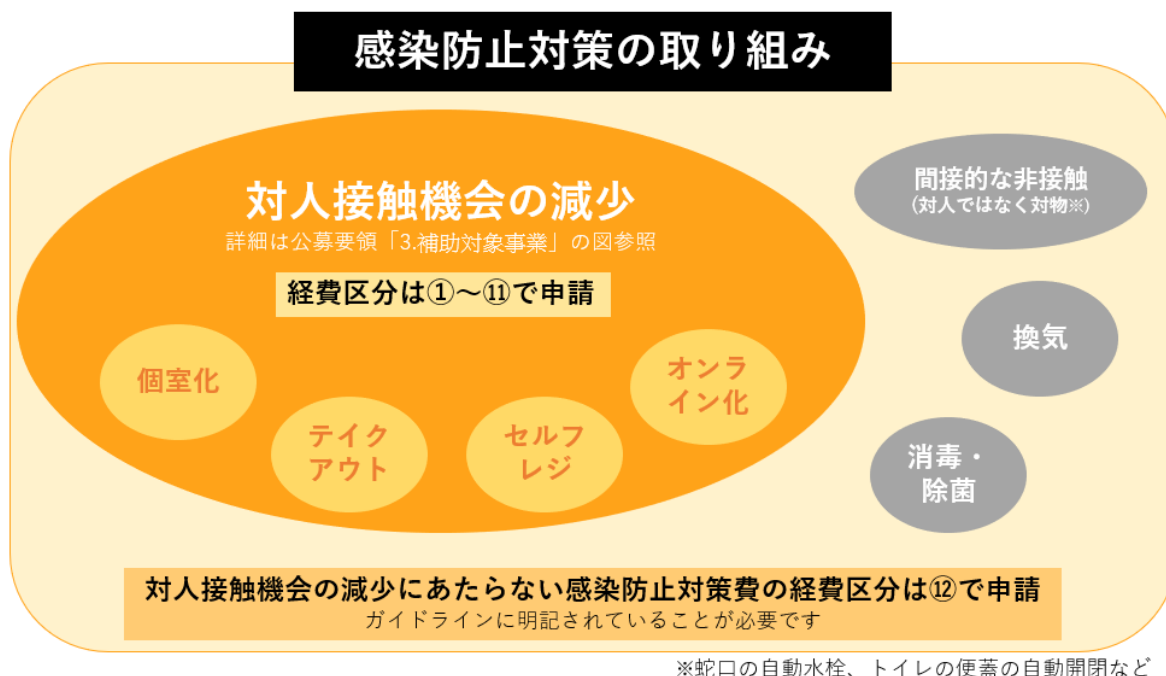 感染防止対策の取り組み
対人接触機会の減少
詳細は公募要領「3.補助対象事業」の図参照
経費区分は①～⑪で申請
個室化
テイク
アウト
セルフ
レジ
オンラ
イン化
間接的な非接触
(対人ではなく対物※)
換気
消毒・
除菌
対人接触機会の減少にあたらない感染防止対策費の経費区分は⑫で申請
ガイドラインに明記されていることが必要です
※蛇口の自動水栓、トイレの便蓋の自動開閉など